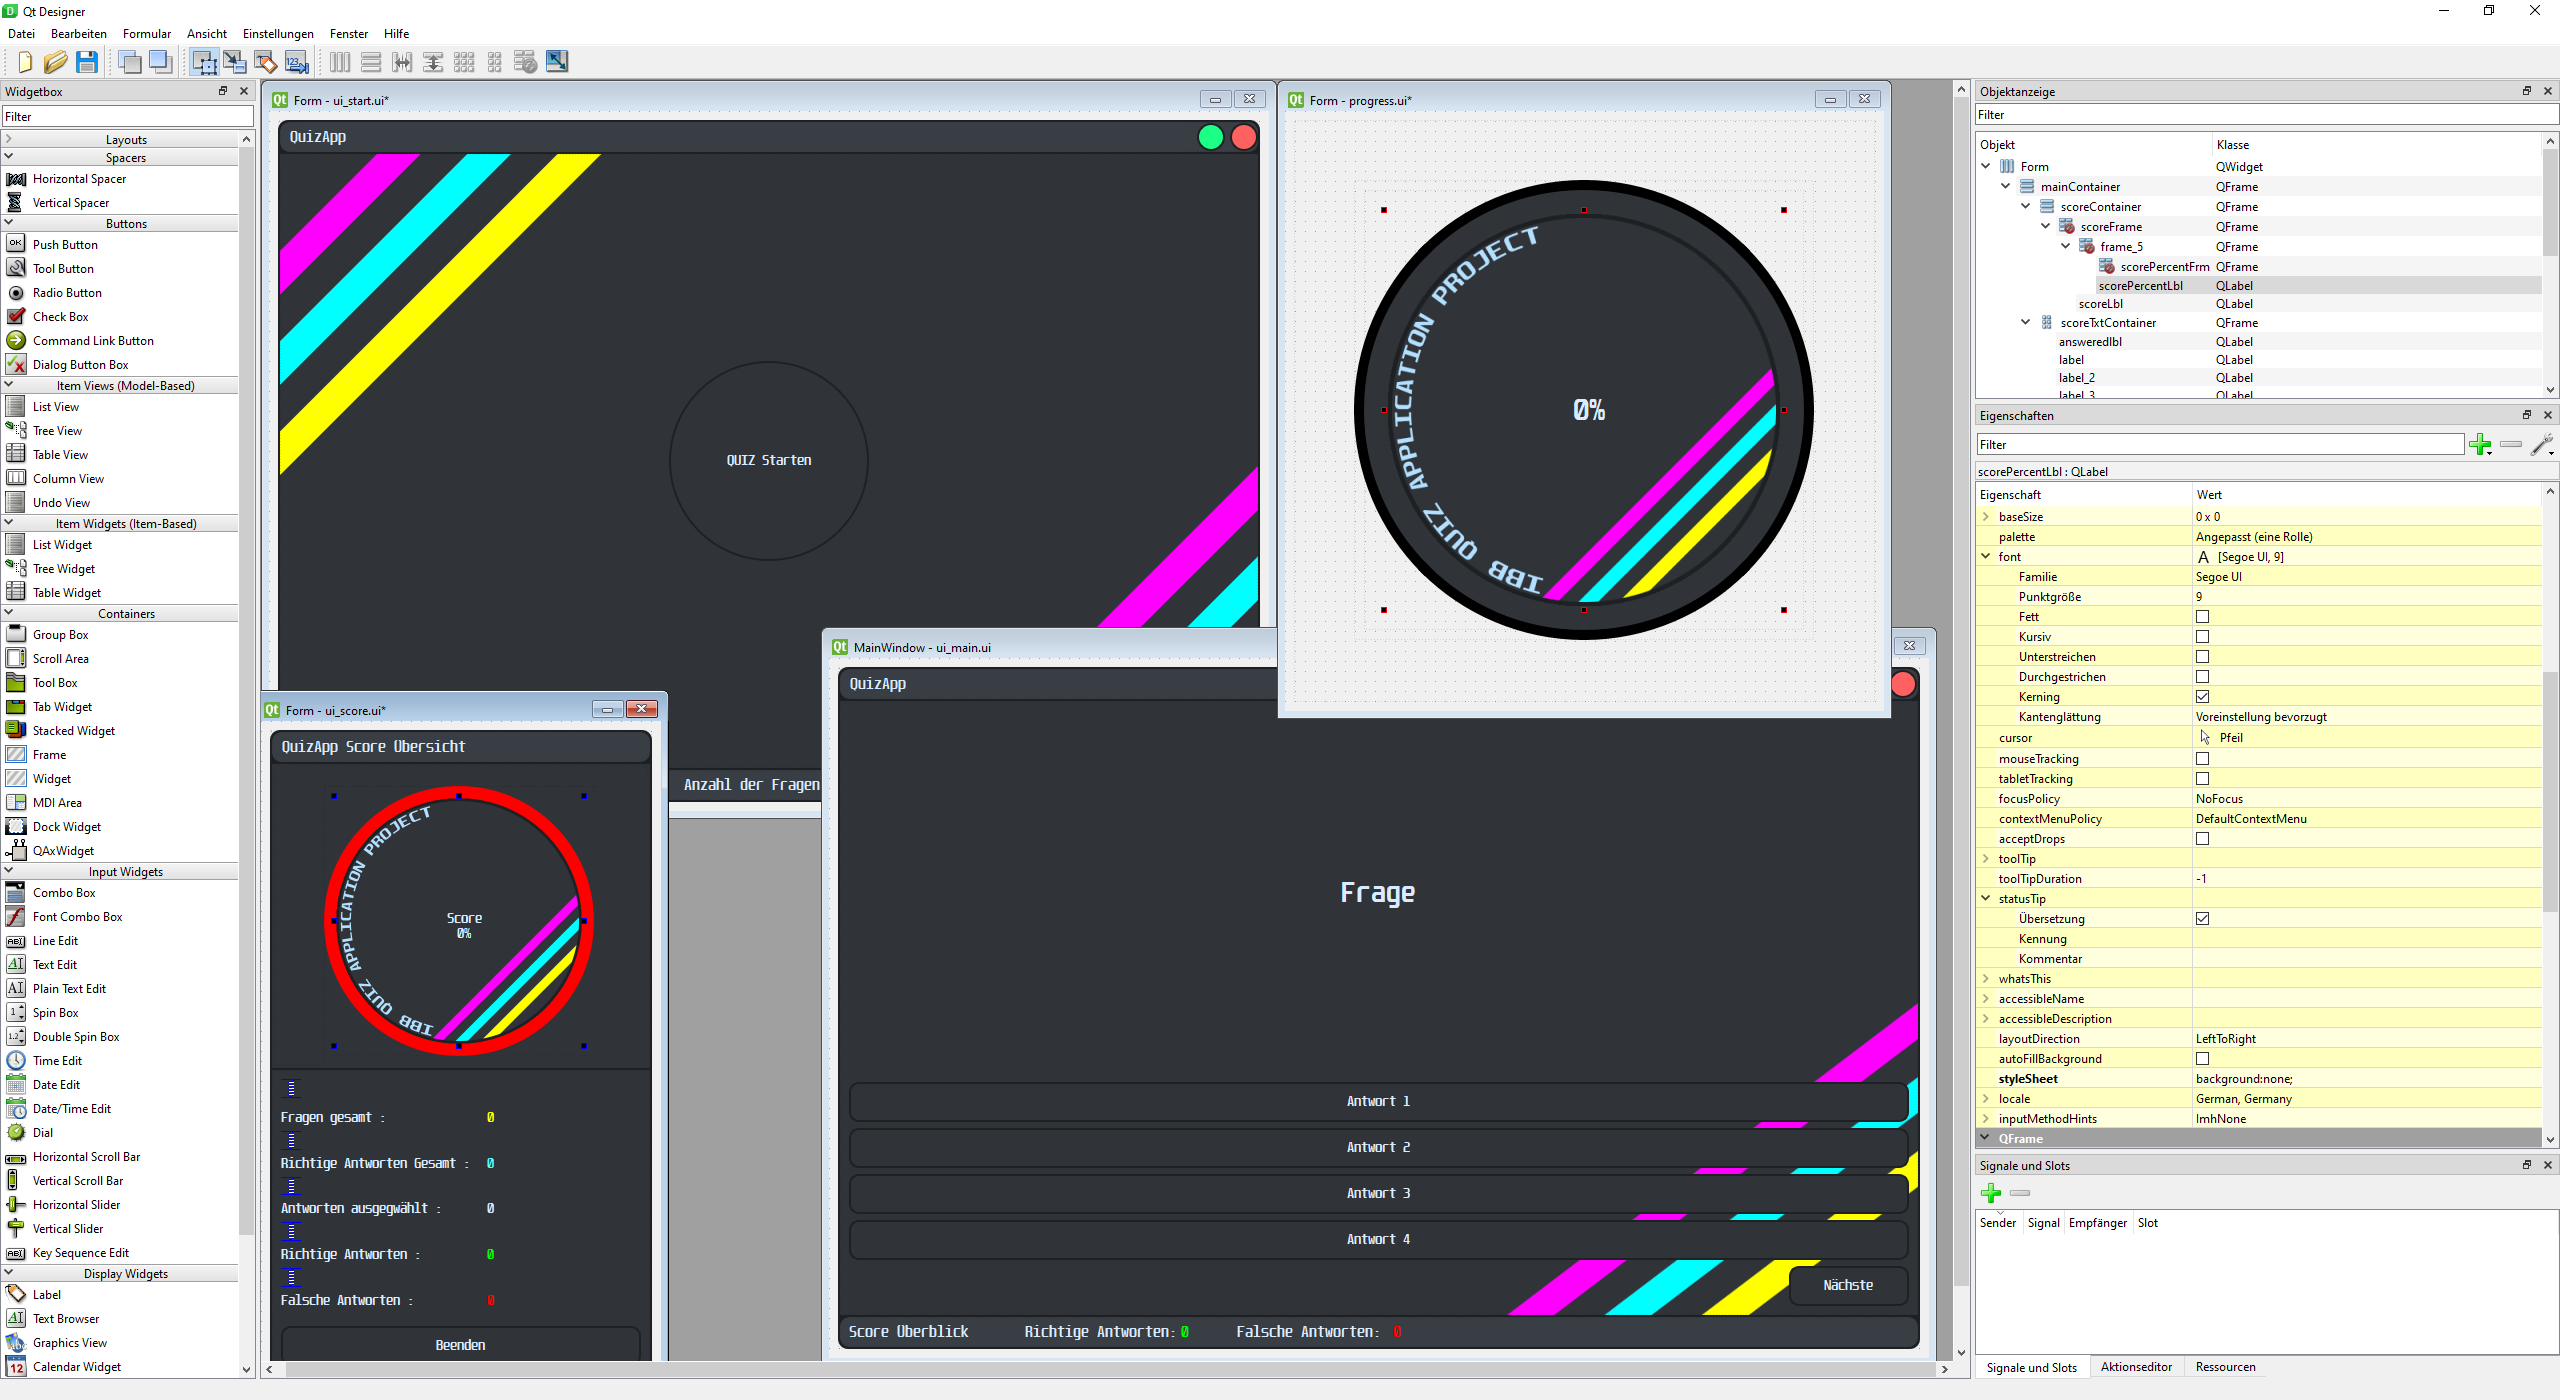 Qt Designer
Datei Bearbeiten Formular Ansicht Einstellungen Fenster Hilfe
Widgetbox
Filter
Layouts
Spacers
Horizontal Spacer
Vertical Spacer
Buttons
Push Button
Tool Button
Radio Button
Check Box
Command Link Button
Dialog Button Box
Item Views (Model-Based)
List View
Tree View
Table View
Column View
Undo View
Item Widgets (Item-Based)
List Widget
Tree Widget
Table Widget
Containers
Group Box
Scroll Area
Tool Box
Tab Widget
Stacked Widget
Frame
Widget
MDI Area
Dock Widget
QAxWidget
Input Widgets
Combo Box
Font Combo Box
Line Edit
Text Edit
Plain Text Edit
Spin Box
Double Spin Box
Time Edit
Date Edit
Date/Time Edit
Dial
Horizontal Scroll Bar
Vertical Scroll Bar
Horizontal Slider
Vertical Slider
Key Sequence Edit
Display Widgets
Label
Text Browser
Graphics View
Calendar Widget
Form - ui_start.ui*
QuizApp
QUIZ Starten
Anzahl der Fragen
Form - progress.ui*
IBB QUIZ APPLICATION PROJECT
0%
Form - ui_score.ui*
QuizApp Score Übersicht
IBB QUIZ APPLICATION PROJECT
Score
0%
Fragen gesamt : 0
Richtige Antworten Gesamt : 0
Antworten ausgegwählt : 0
Richtige Antworten : 0
Falsche Antworten : 0
Beenden
MainWindow - ui_main.ui
QuizApp
Frage
Antwort 1
Antwort 2
Antwort 3
Antwort 4
Nächste
Score Überblick Richtige Antworten: 0 Falsche Antworten: 0
Objektanzeige
Filter
Objekt Klasse
Form QWidget
mainContainer QFrame
scoreContainer QFrame
scoreFrame QFrame
frame_5 QFrame
scorePercentFrm QFrame
scorePercentLbl QLabel
scoreLbl QLabel
scoreTxtContainer QFrame
answeredlbl QLabel
label QLabel
label_2 QLabel
label_3 QLabel
Eigenschaften
Filter
scorePercentLbl : QLabel
Eigenschaft Wert
baseSize 0 x 0
palette Angepasst (eine Rolle)
font A [Segoe UI, 9]
Familie Segoe UI
Punktgröße 9
Fett
Kursiv
Unterstreichen
Durchgestrichen
Kerning
Kantenglättung Voreinstellung bevorzugt
cursor Pfeil
mouseTracking
tabletTracking
focusPolicy NoFocus
contextMenuPolicy DefaultContextMenu
acceptDrops
toolTip
toolTipDuration -1
statusTip
Übersetzung
Kennung
Kommentar
whatsThis
accessibleName
accessibleDescription
layoutDirection LeftToRight
autoFillBackground
styleSheet background:none;
locale German, Germany
inputMethodHints ImhNone
QFrame
Signale und Slots
Sender Signal Empfänger Slot
Signale und Slots Aktionseditor Ressourcen